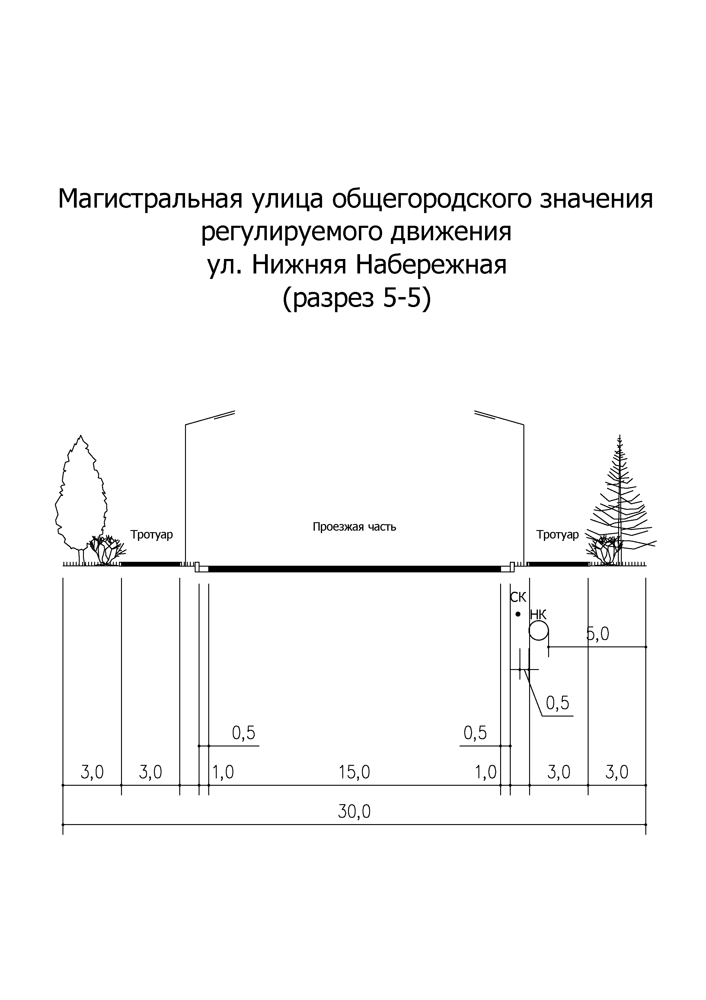 Магистральная улица общегородского значения
регулируемого движения
ул. Нижняя Набережная
(разрез 5-5)
Проезжая часть
Тротуар
Тротуар
СК
НК
5,0
0,5
0,5
0,5
3,0
3,0
1,0
15,0
1,0
3,0
3,0
30,0